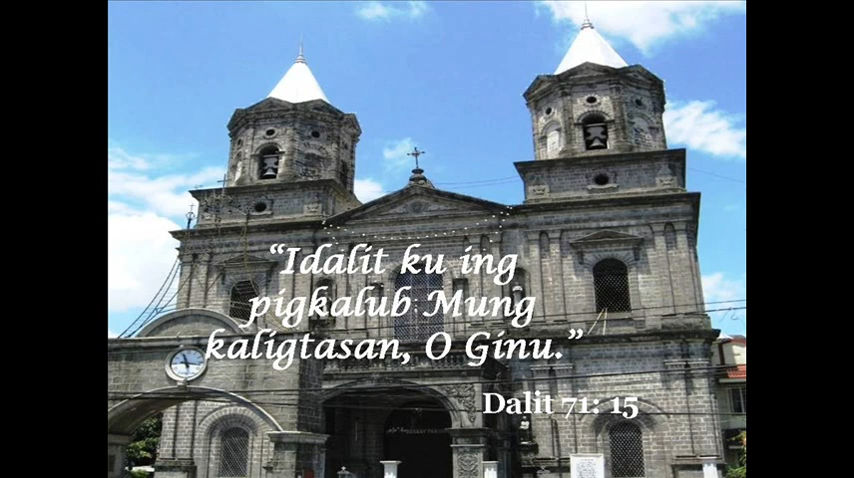 “Idalit ku ing
pigkalub Mung
kaligtasan, O Ginu.”
Dalit 71: 15